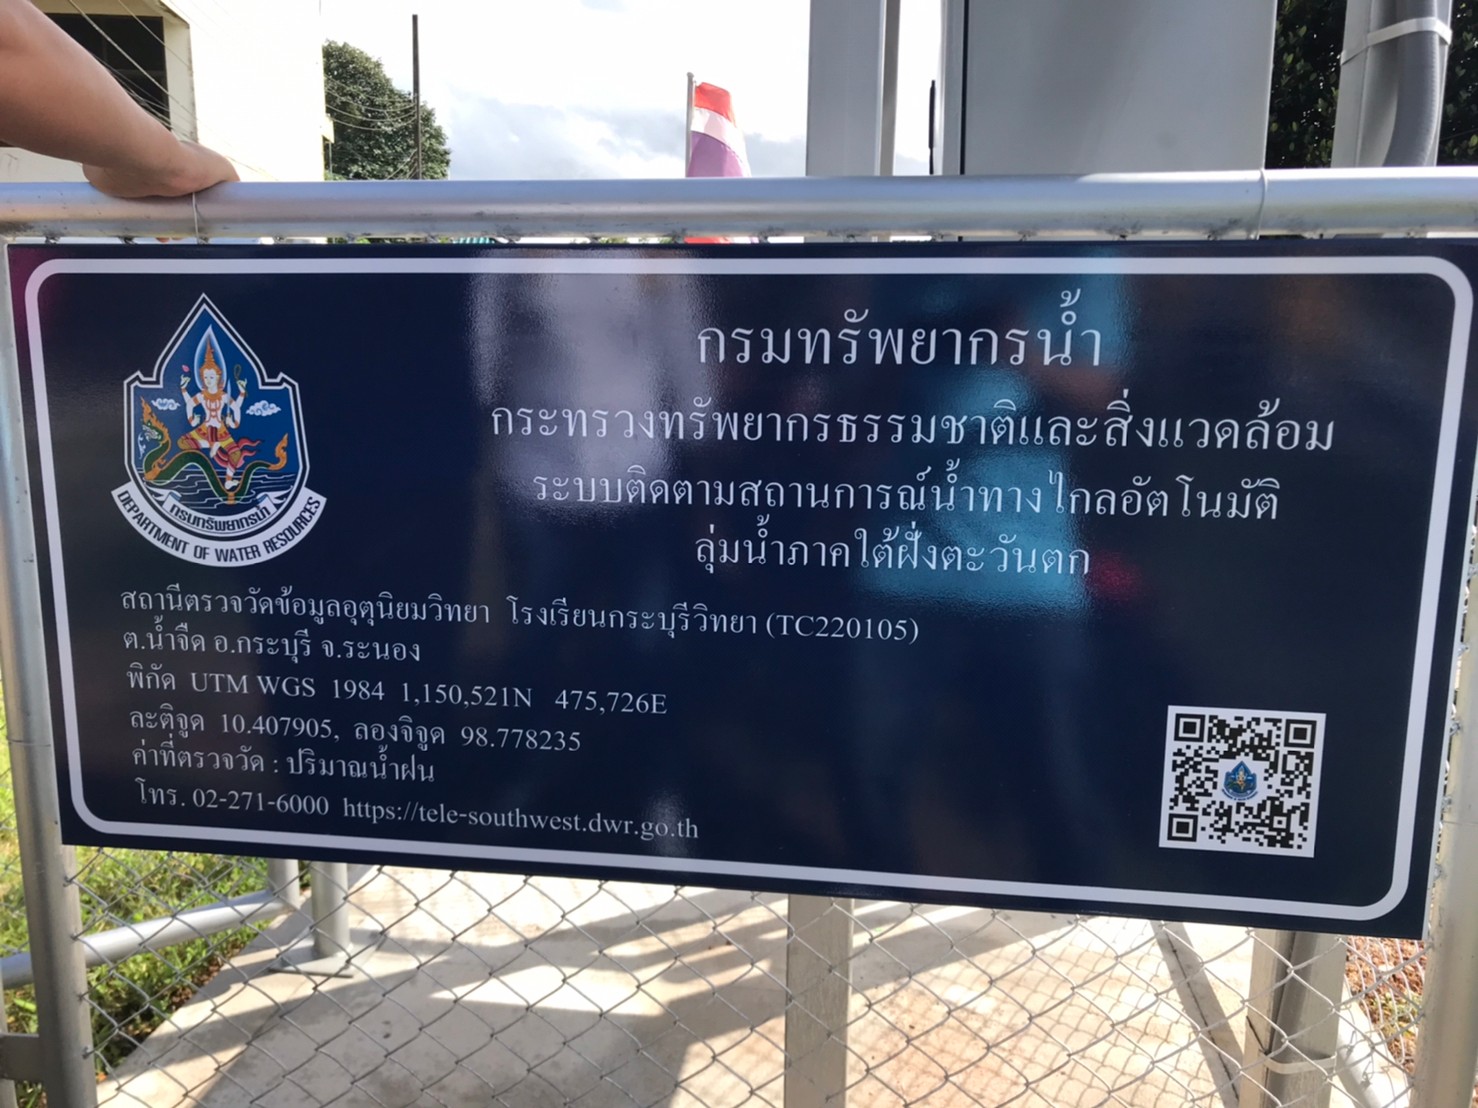 กรมทรัพยากรน้ำ
กระทรวงทรัพยากรธรรมชาติและสิ่งแวดล้อม
ระบบติดตามสถานการณ์น้ำทางไกลอัตโนมัติ
ลุ่มน้ำภาคใต้ฝั่งตะวันตก
กรมทรัพยากรน้ำ
DEPARTMENT OF WATER RESOURCES
สถานีตรวจวัดข้อมูลอุตุนิยมวิทยา โรงเรียนกระบุรีวิทยา (TC220105)
ต.น้ำจืด อ.กระบุรี จ.ระนอง
พิกัด UTM WGS 1984 1,150,521N 475,726E
ละติจูด 10.407905, ลองจิจูด 98.778235
ค่าที่ตรวจวัด : ปริมาณน้ำฝน
โทร. 02-271-6000 https://tele-southwest.dwr.go.th